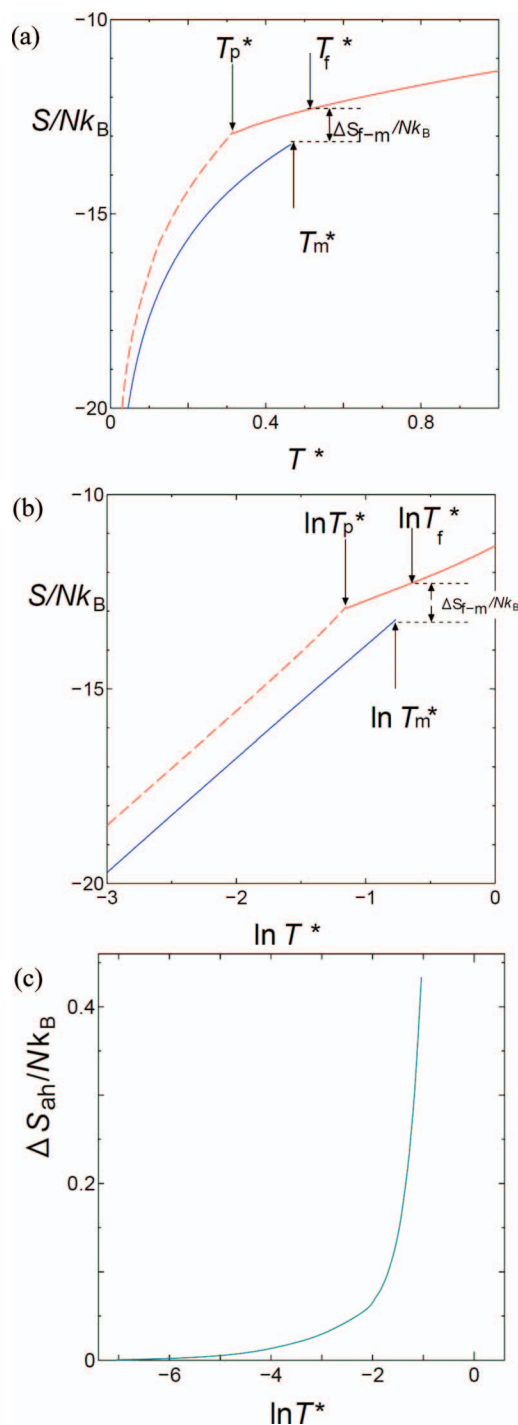 (a)
-10
Tp* Tf*
S/NkB
ΔSf−m/NkB
-15
Tm*
-20
0 0.4 0.8
T *
(b)
−10
lnTp* lnTf*
S/NkB
ΔSf−m/NkB
−15
ln Tm*
−20
−3 −2 −1 0
ln T *
(c)
0.4
ΔSah/NkB
0.2
0
−6 −4 −2 0
lnT*